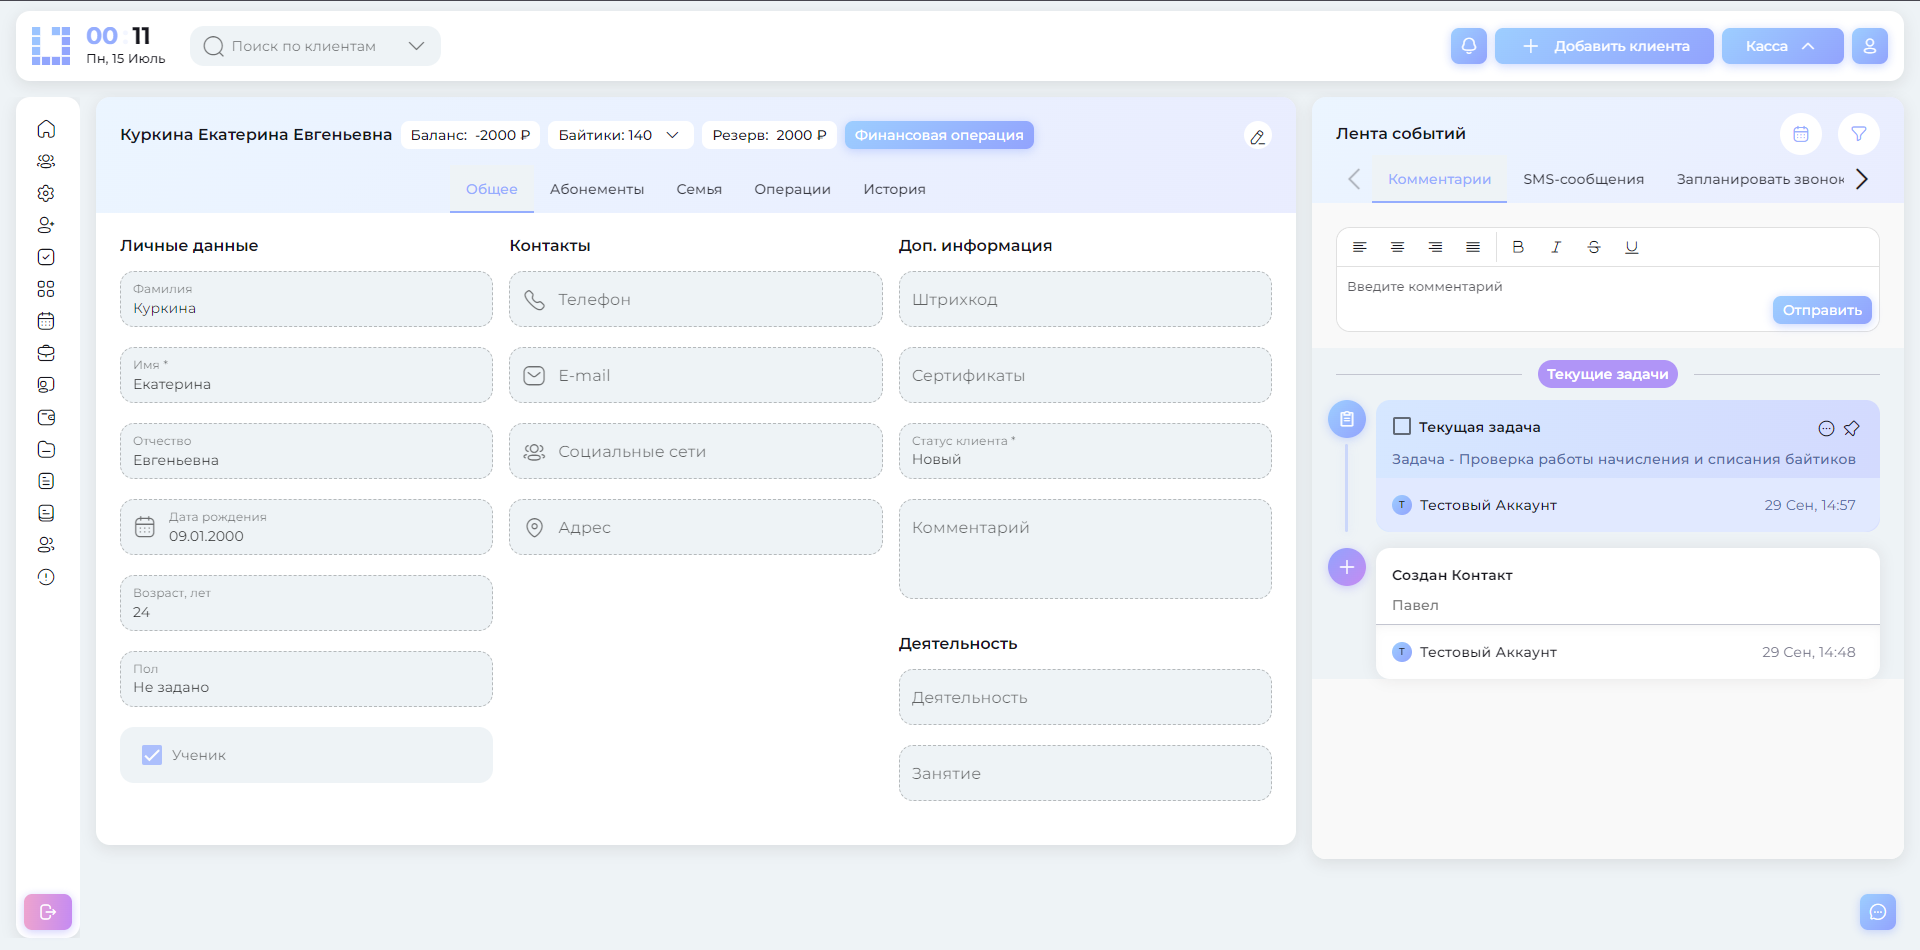 00 11
Пн, 15 Июль
Поиск по клиентам
Добавить клиента
Касса
Куркина Екатерина Евгеньевна
Баланс: -2000 ₽
Байтики: 140
Резерв: 2000 ₽
Финансовая операция
Общее
Абонементы
Семья
Операции
История
Личные данные
Фамилия
Куркина
Имя *
Екатерина
Отчество
Евгеньевна
Дата рождения
09.01.2000
Возраст, лет
24
Пол
Не задано
Ученик
Контакты
Телефон
E-mail
Социальные сети
Адрес
Доп. информация
Штрихкод
Сертификаты
Статус клиента *
Новый
Комментарий
Деятельность
Деятельность
Занятие
Лента событий
Комментарии
SMS-сообщения
Запланировать звонок
B I S U
Введите комментарий
Отправить
Текущие задачи
Текущая задача
Задача - Проверка работы начисления и списания байтиков
Т Тестовый Аккаунт
29 Сен, 14:57
Создан Контакт
Павел
Т Тестовый Аккаунт
29 Сен, 14:48